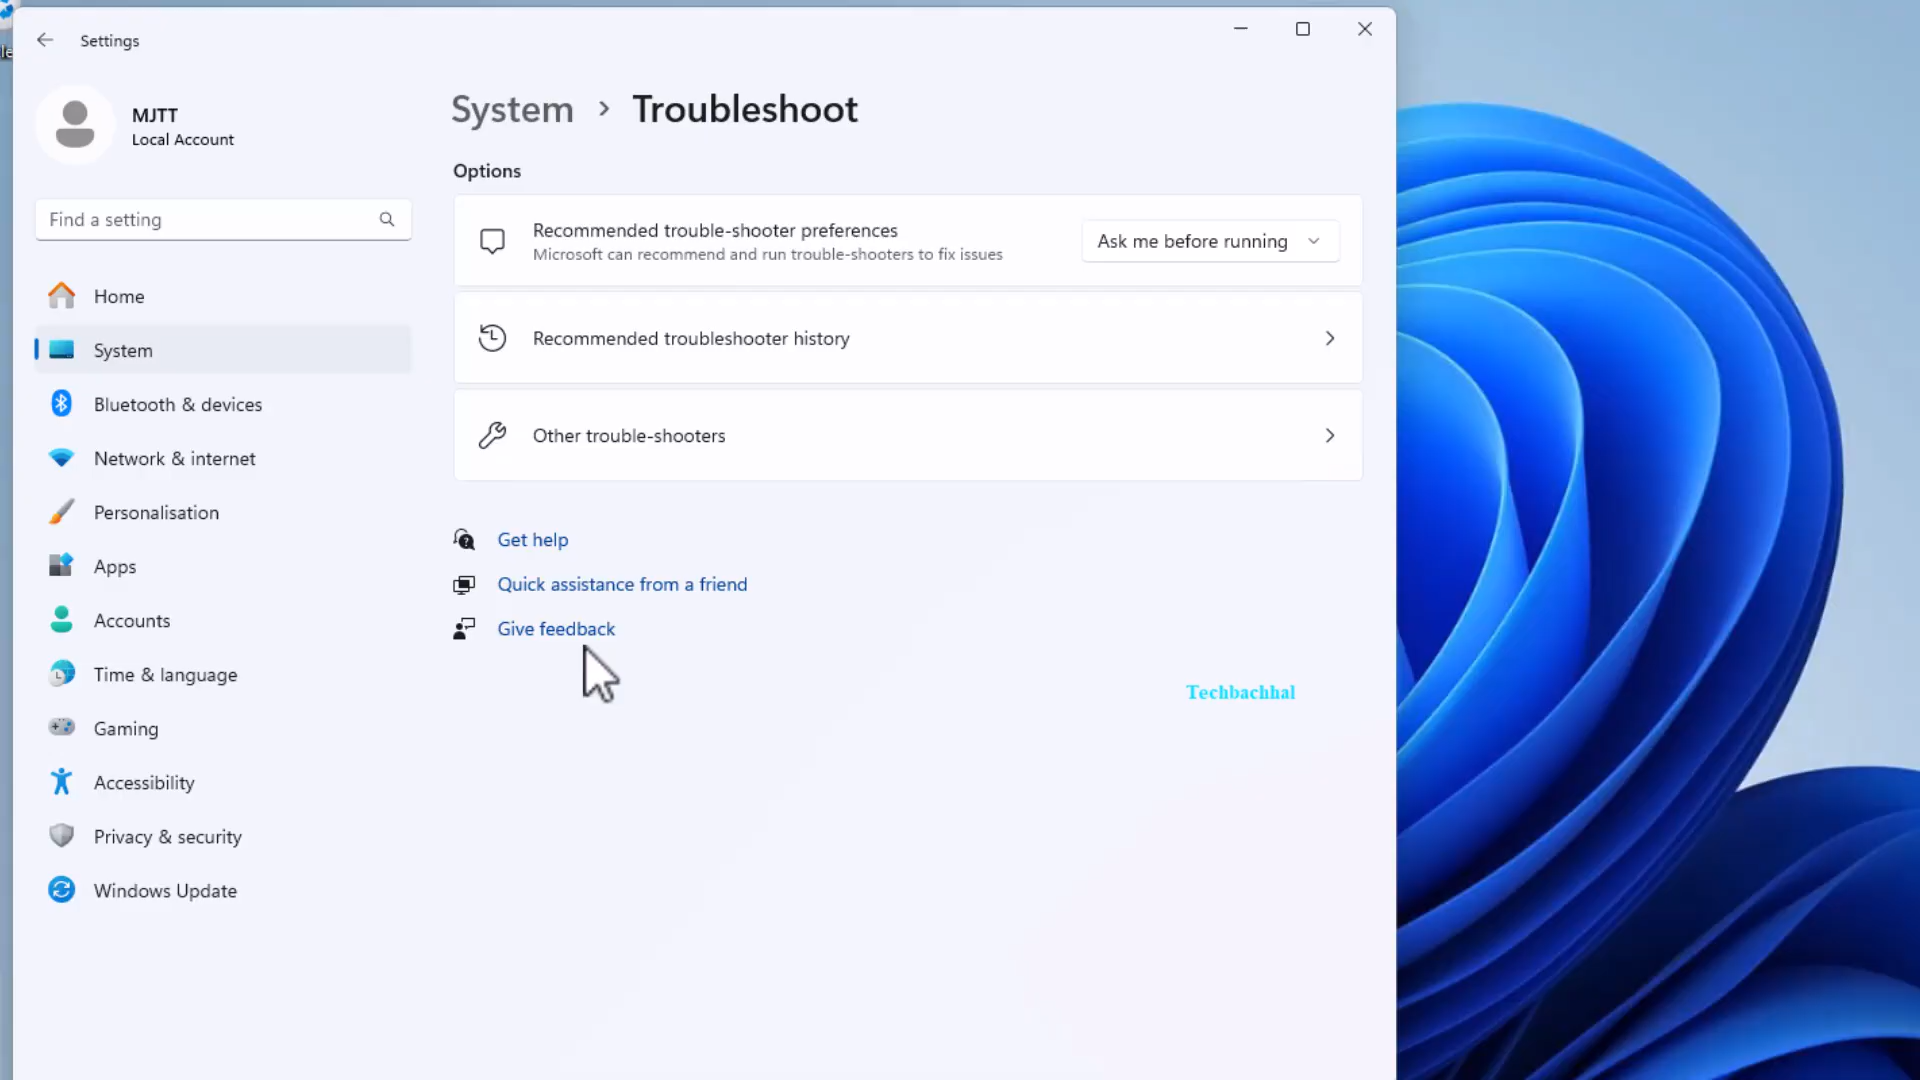 Settings
MJTT
Local Account
Find a setting
Home
System
Bluetooth & devices
Network & internet
Personalisation
Apps
Accounts
Time & language
Gaming
Accessibility
Privacy & security
Windows Update
System > Troubleshoot
Options
Recommended trouble-shooter preferences
Microsoft can recommend and run trouble-shooters to fix issues
Ask me before running
Recommended troubleshooter history
Other trouble-shooters
Get help
Quick assistance from a friend
Give feedback
Techbachhal